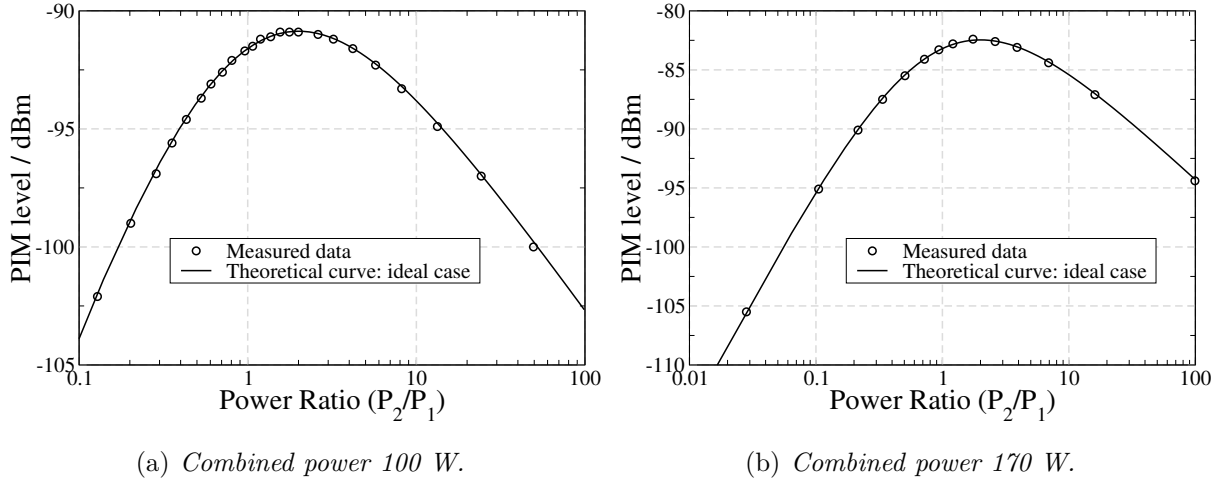 -90
-95
-100
-105
PIM level / dBm
0.1
1
10
100
Power Ratio (P2/P1)
Measured data
Theoretical curve: ideal case
(a) Combined power 100 W.
-80
-85
-90
-95
-100
-105
-110
PIM level / dBm
0.01
0.1
1
10
100
Power Ratio (P2/P1)
Measured data
Theoretical curve: ideal case
(b) Combined power 170 W.